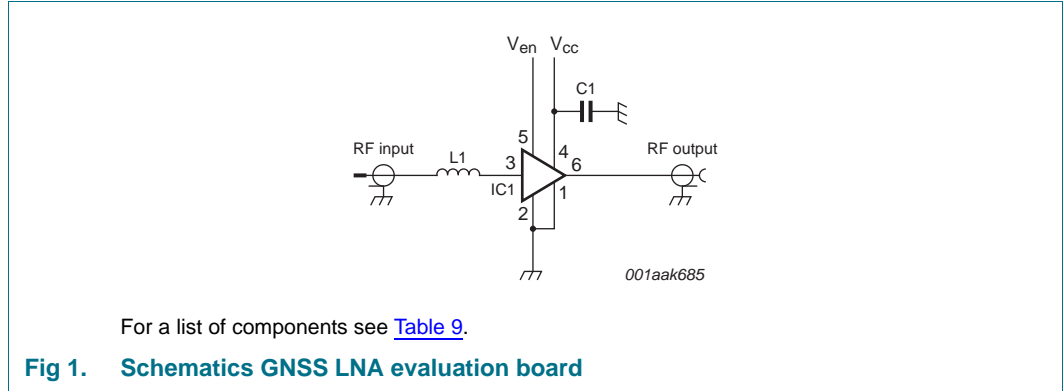 Ven Vcc
C1
5
4
RF input
L1
3
6
RF output
IC1
1
2
001aak685
For a list of components see Table 9.
Fig 1. Schematics GNSS LNA evaluation board